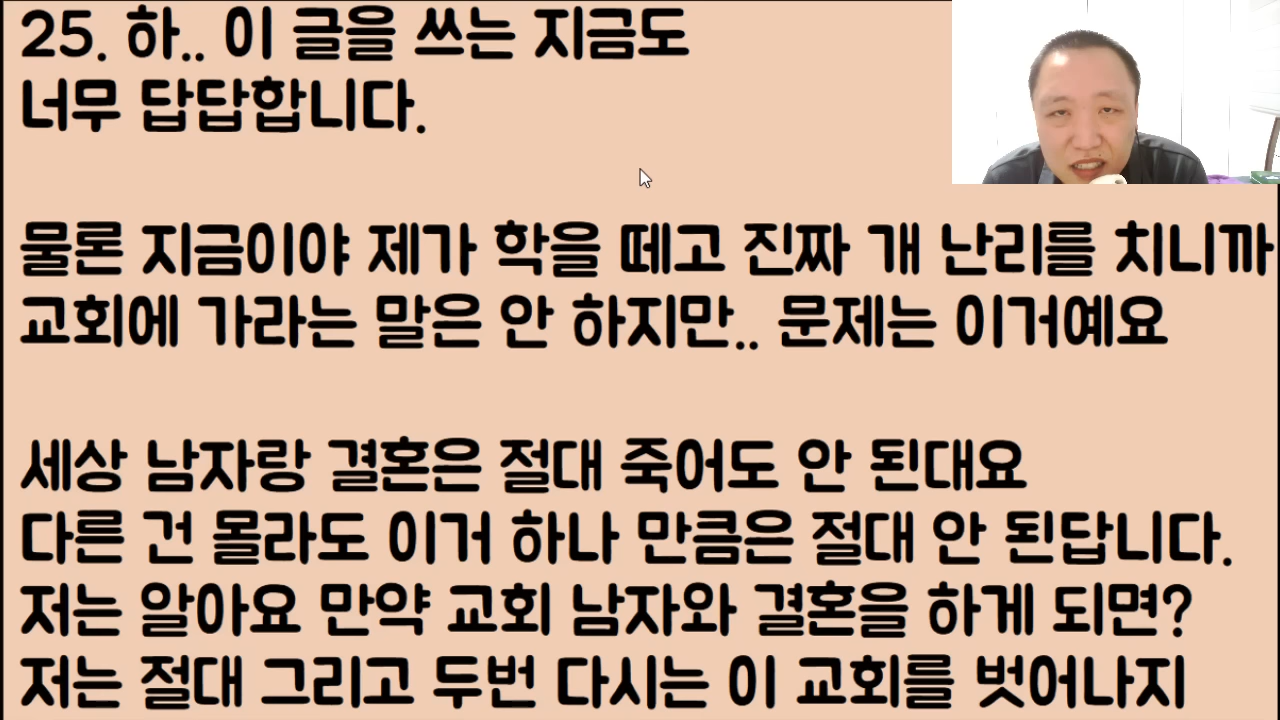 25. 하.. 이 글을 쓰는 지금도
너무 답답합니다.
물론 지금이야 제가 학을 떼고 진짜 개 난리를 치니까
교회에 가라는 말은 안 하지만.. 문제는 이거예요
세상 남자랑 결혼은 절대 죽어도 안 된대요
다른 건 몰라도 이거 하나 만큼은 절대 안 된답니다.
저는 알아요 만약 교회 남자와 결혼을 하게 되면?
저는 절대 그리고 두번 다시는 이 교회를 벗어나지